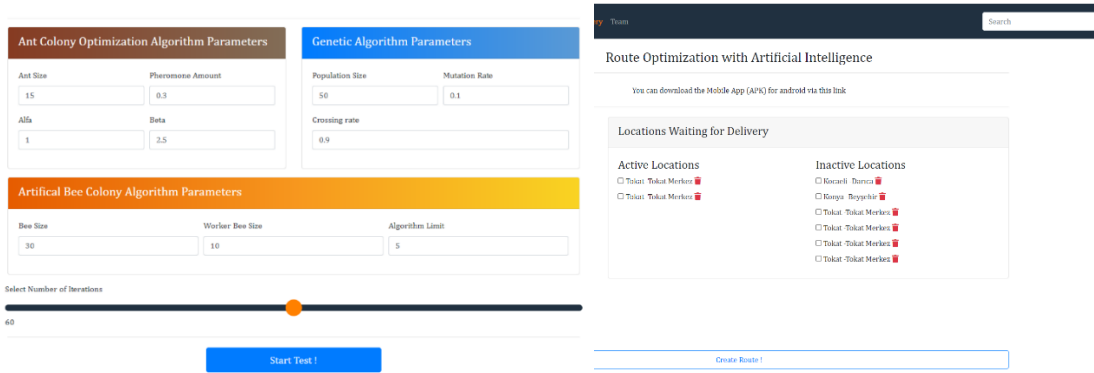 Ant Colony Optimization Algorithm Parameters
Ant Size Pheromone Amount
15 0.3
Alfa Beta
1 2.5
Genetic Algorithm Parameters
Population Size Mutation Rate
50 0.1
Crossing rate
0.9
Artifical Bee Colony Algorithm Parameters
Bee Size Worker Bee Size Algorithm Limit
30 10 5
Select Number of Iterations
60
Start Test !
Team Search
Route Optimization with Artificial Intelligence
You can download the Mobile App (APK) for android via this link
Locations Waiting for Delivery
Active Locations
Tokat -Tokat Merkez
Tokat -Tokat Merkez
Inactive Locations
Kocaeli -Darıca
Konya -Beyşehir
Tokat -Tokat Merkez
Tokat -Tokat Merkez
Tokat -Tokat Merkez
Tokat -Tokat Merkez
Create Route !